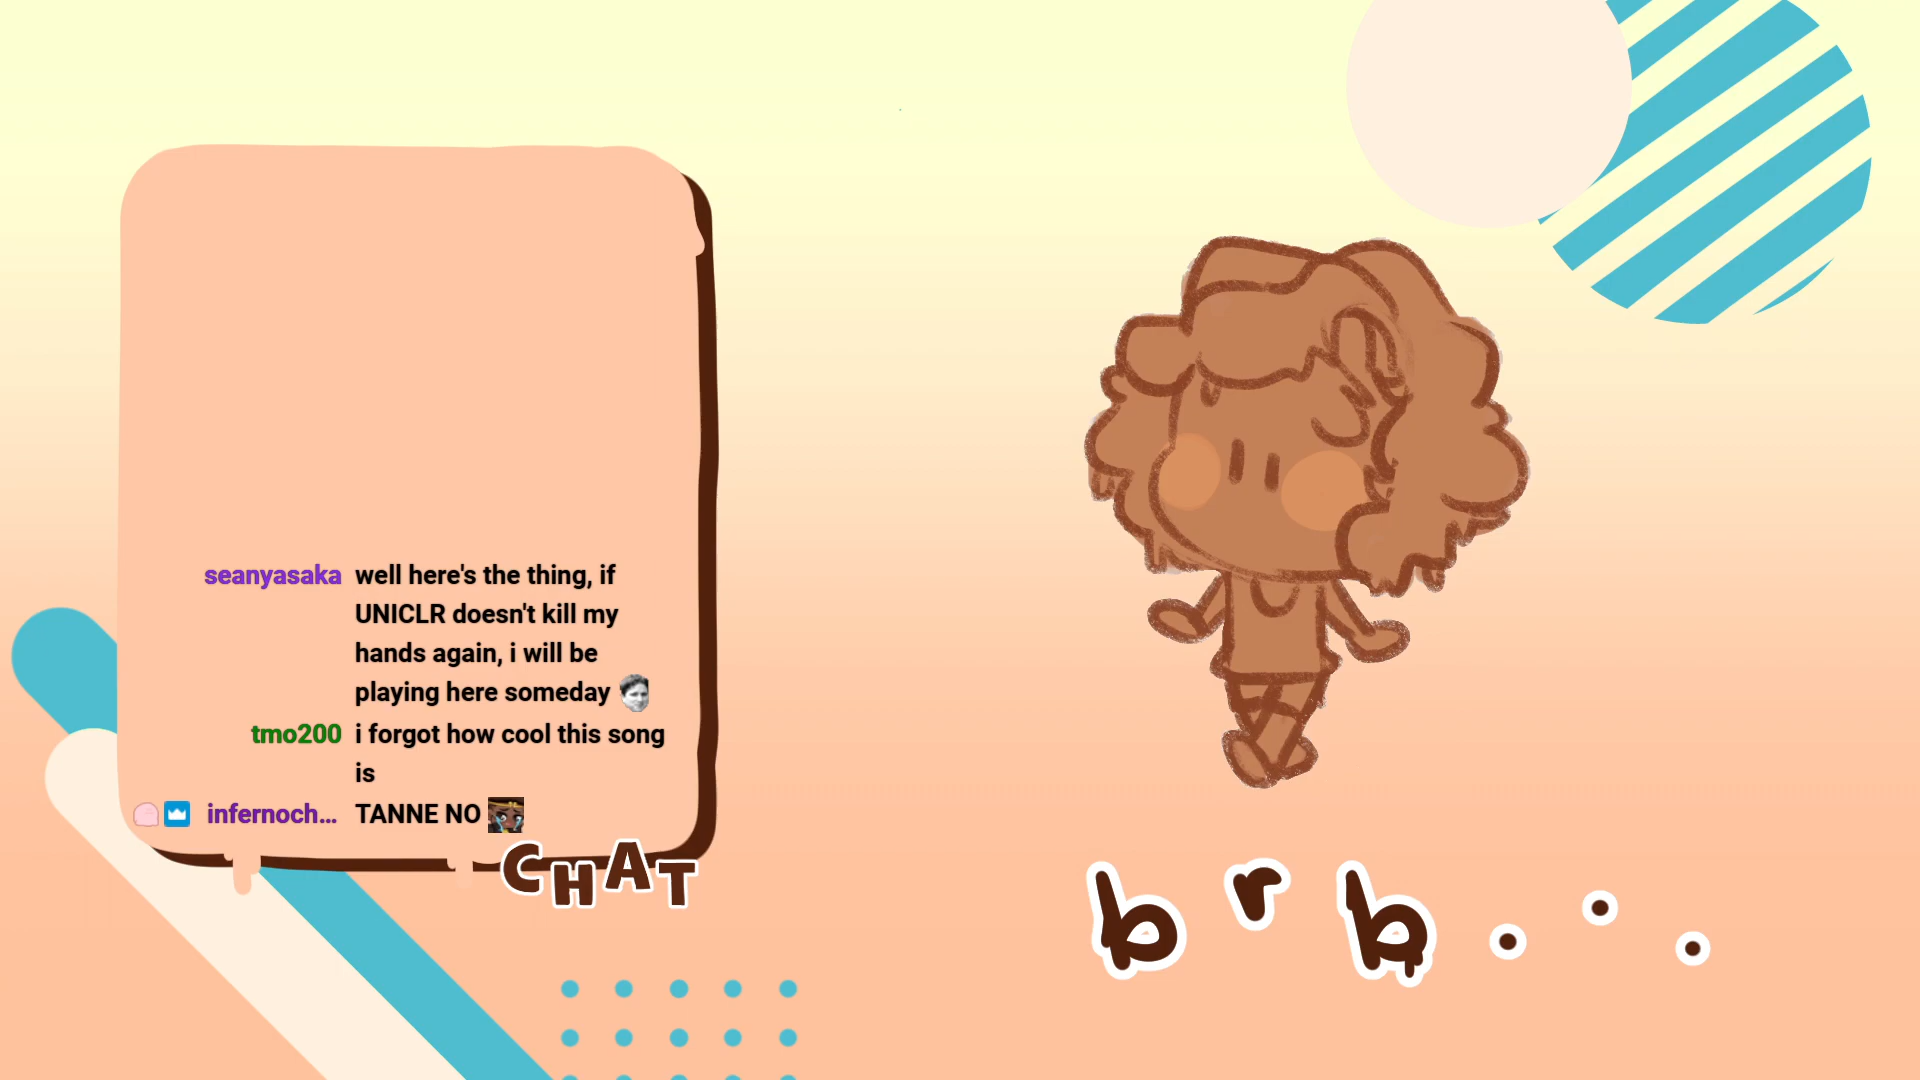 seanyasaka well here's the thing, if
UNICLR doesn't kill my
hands again, i will be
playing here someday
tmo200 i forgot how cool this song
is
infernoch... TANNE NO
CHAT
brb...